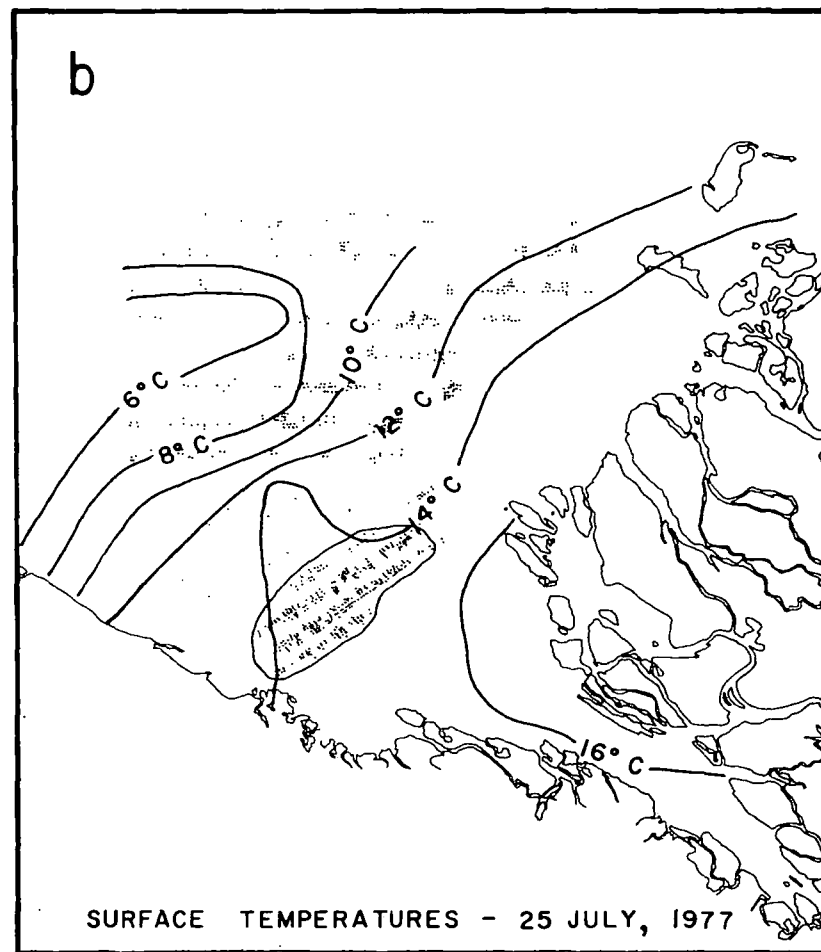 b
10° C
6° C
12° C
8° C
14° C
16° C
SURFACE TEMPERATURES - 25 JULY, 1977